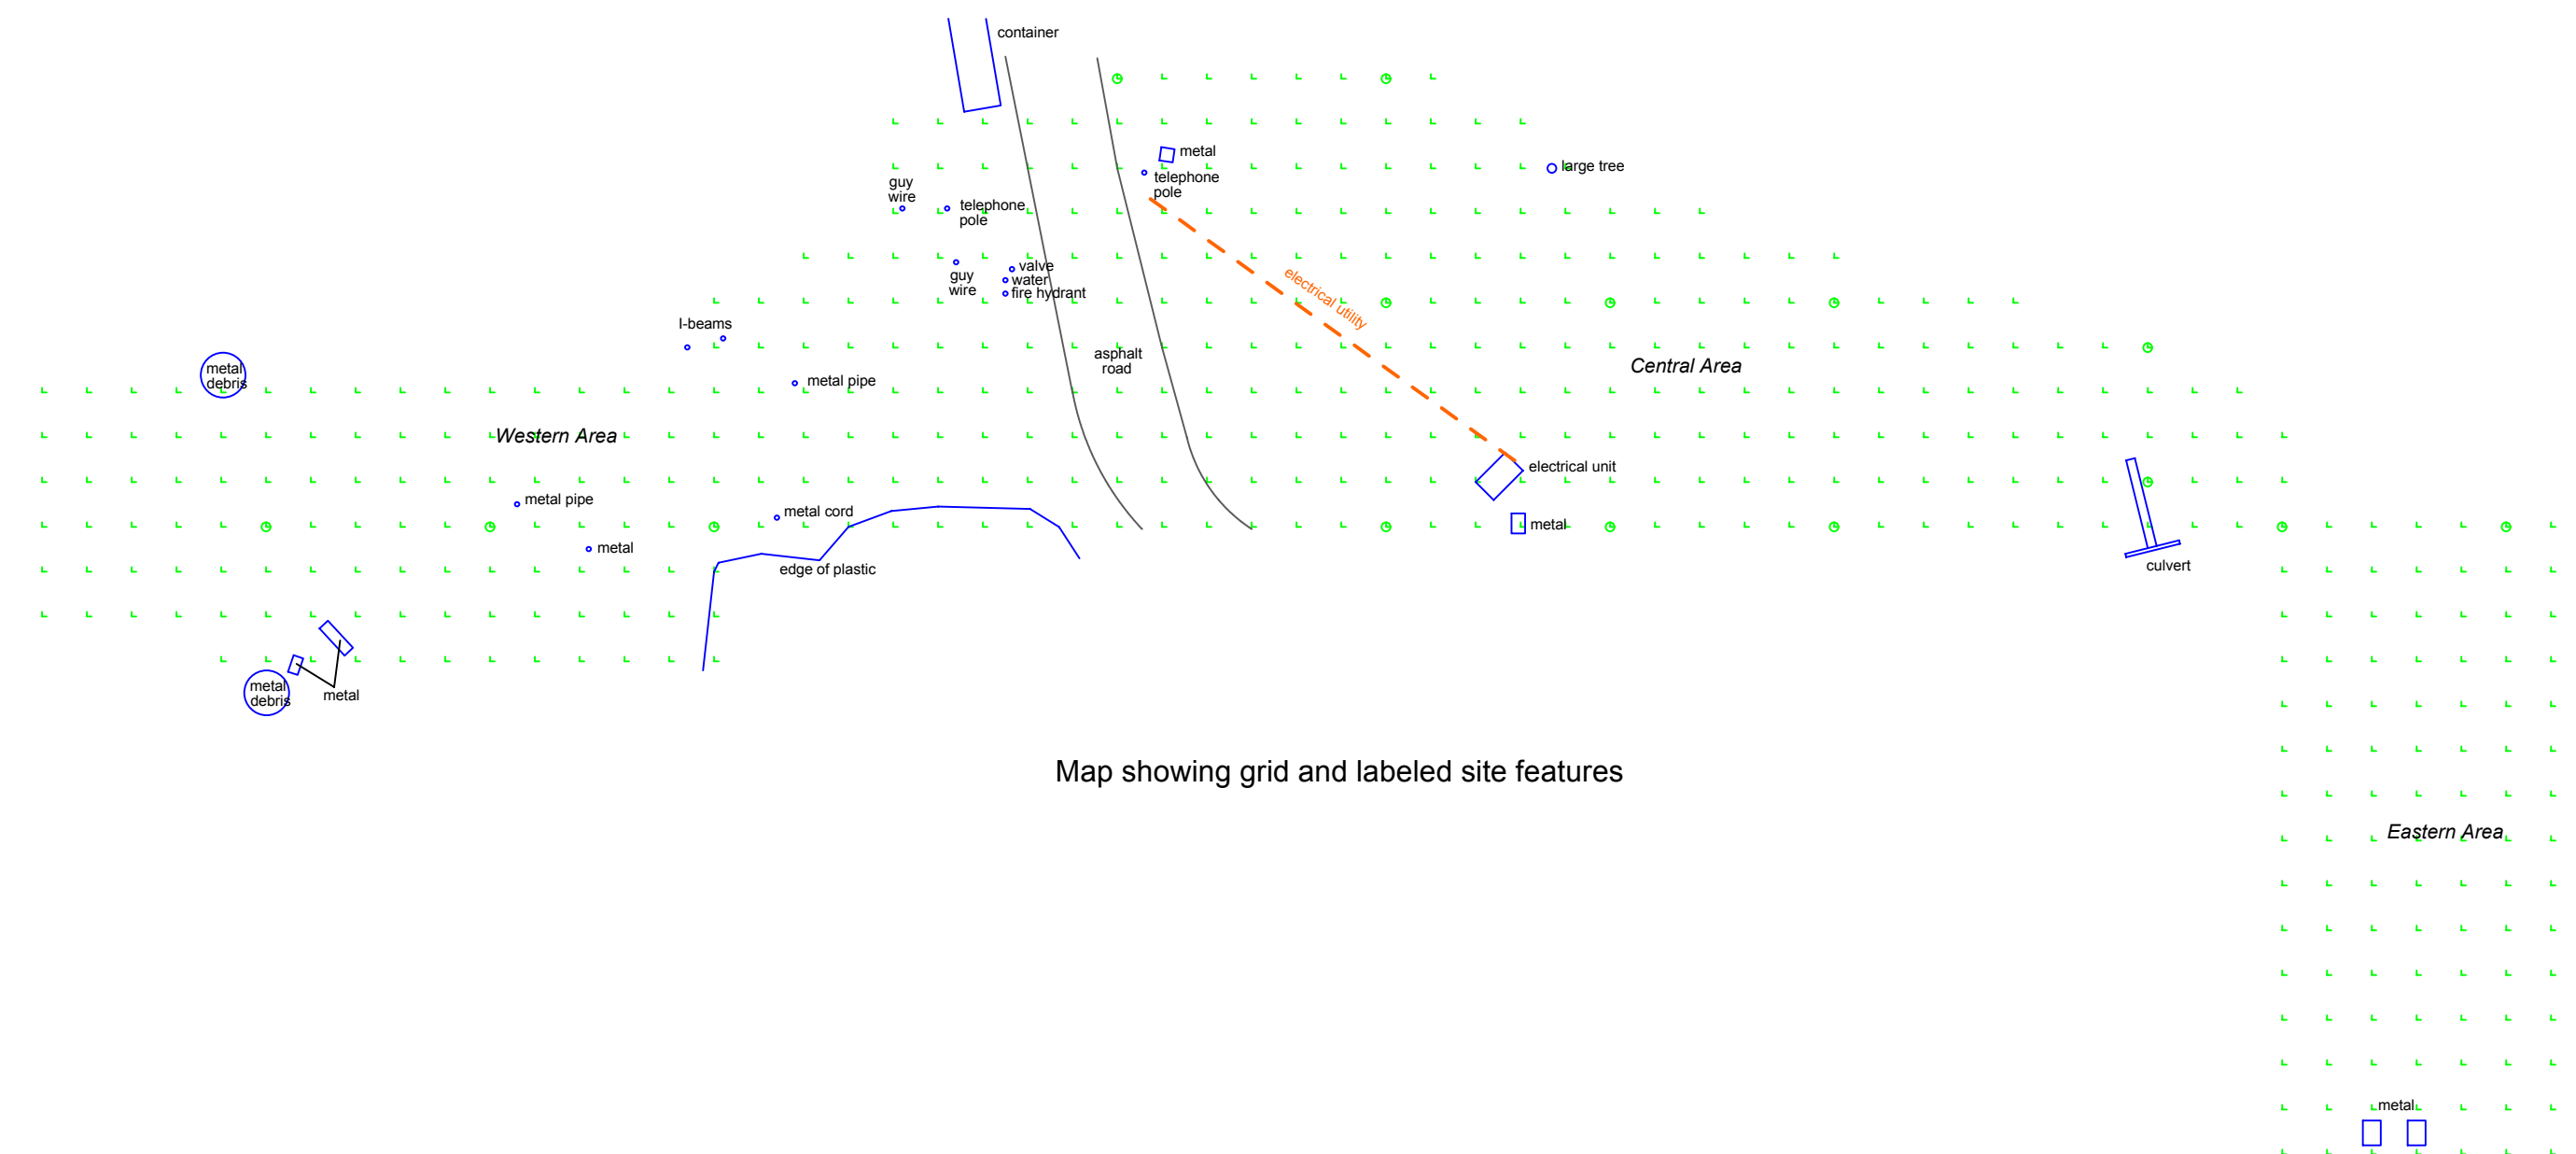 container
metal
large tree
telephone
pole
guy
wire
telephone
pole
guy
wire
valve
water
fire hydrant
electrical utility
I-beams
asphalt
road
Central Area
metal
debris
metal pipe
Western Area
electrical unit
metal pipe
metal cord
metal
metal
edge of plastic
culvert
metal
debris
metal
Map showing grid and labeled site features
Eastern Area
metal